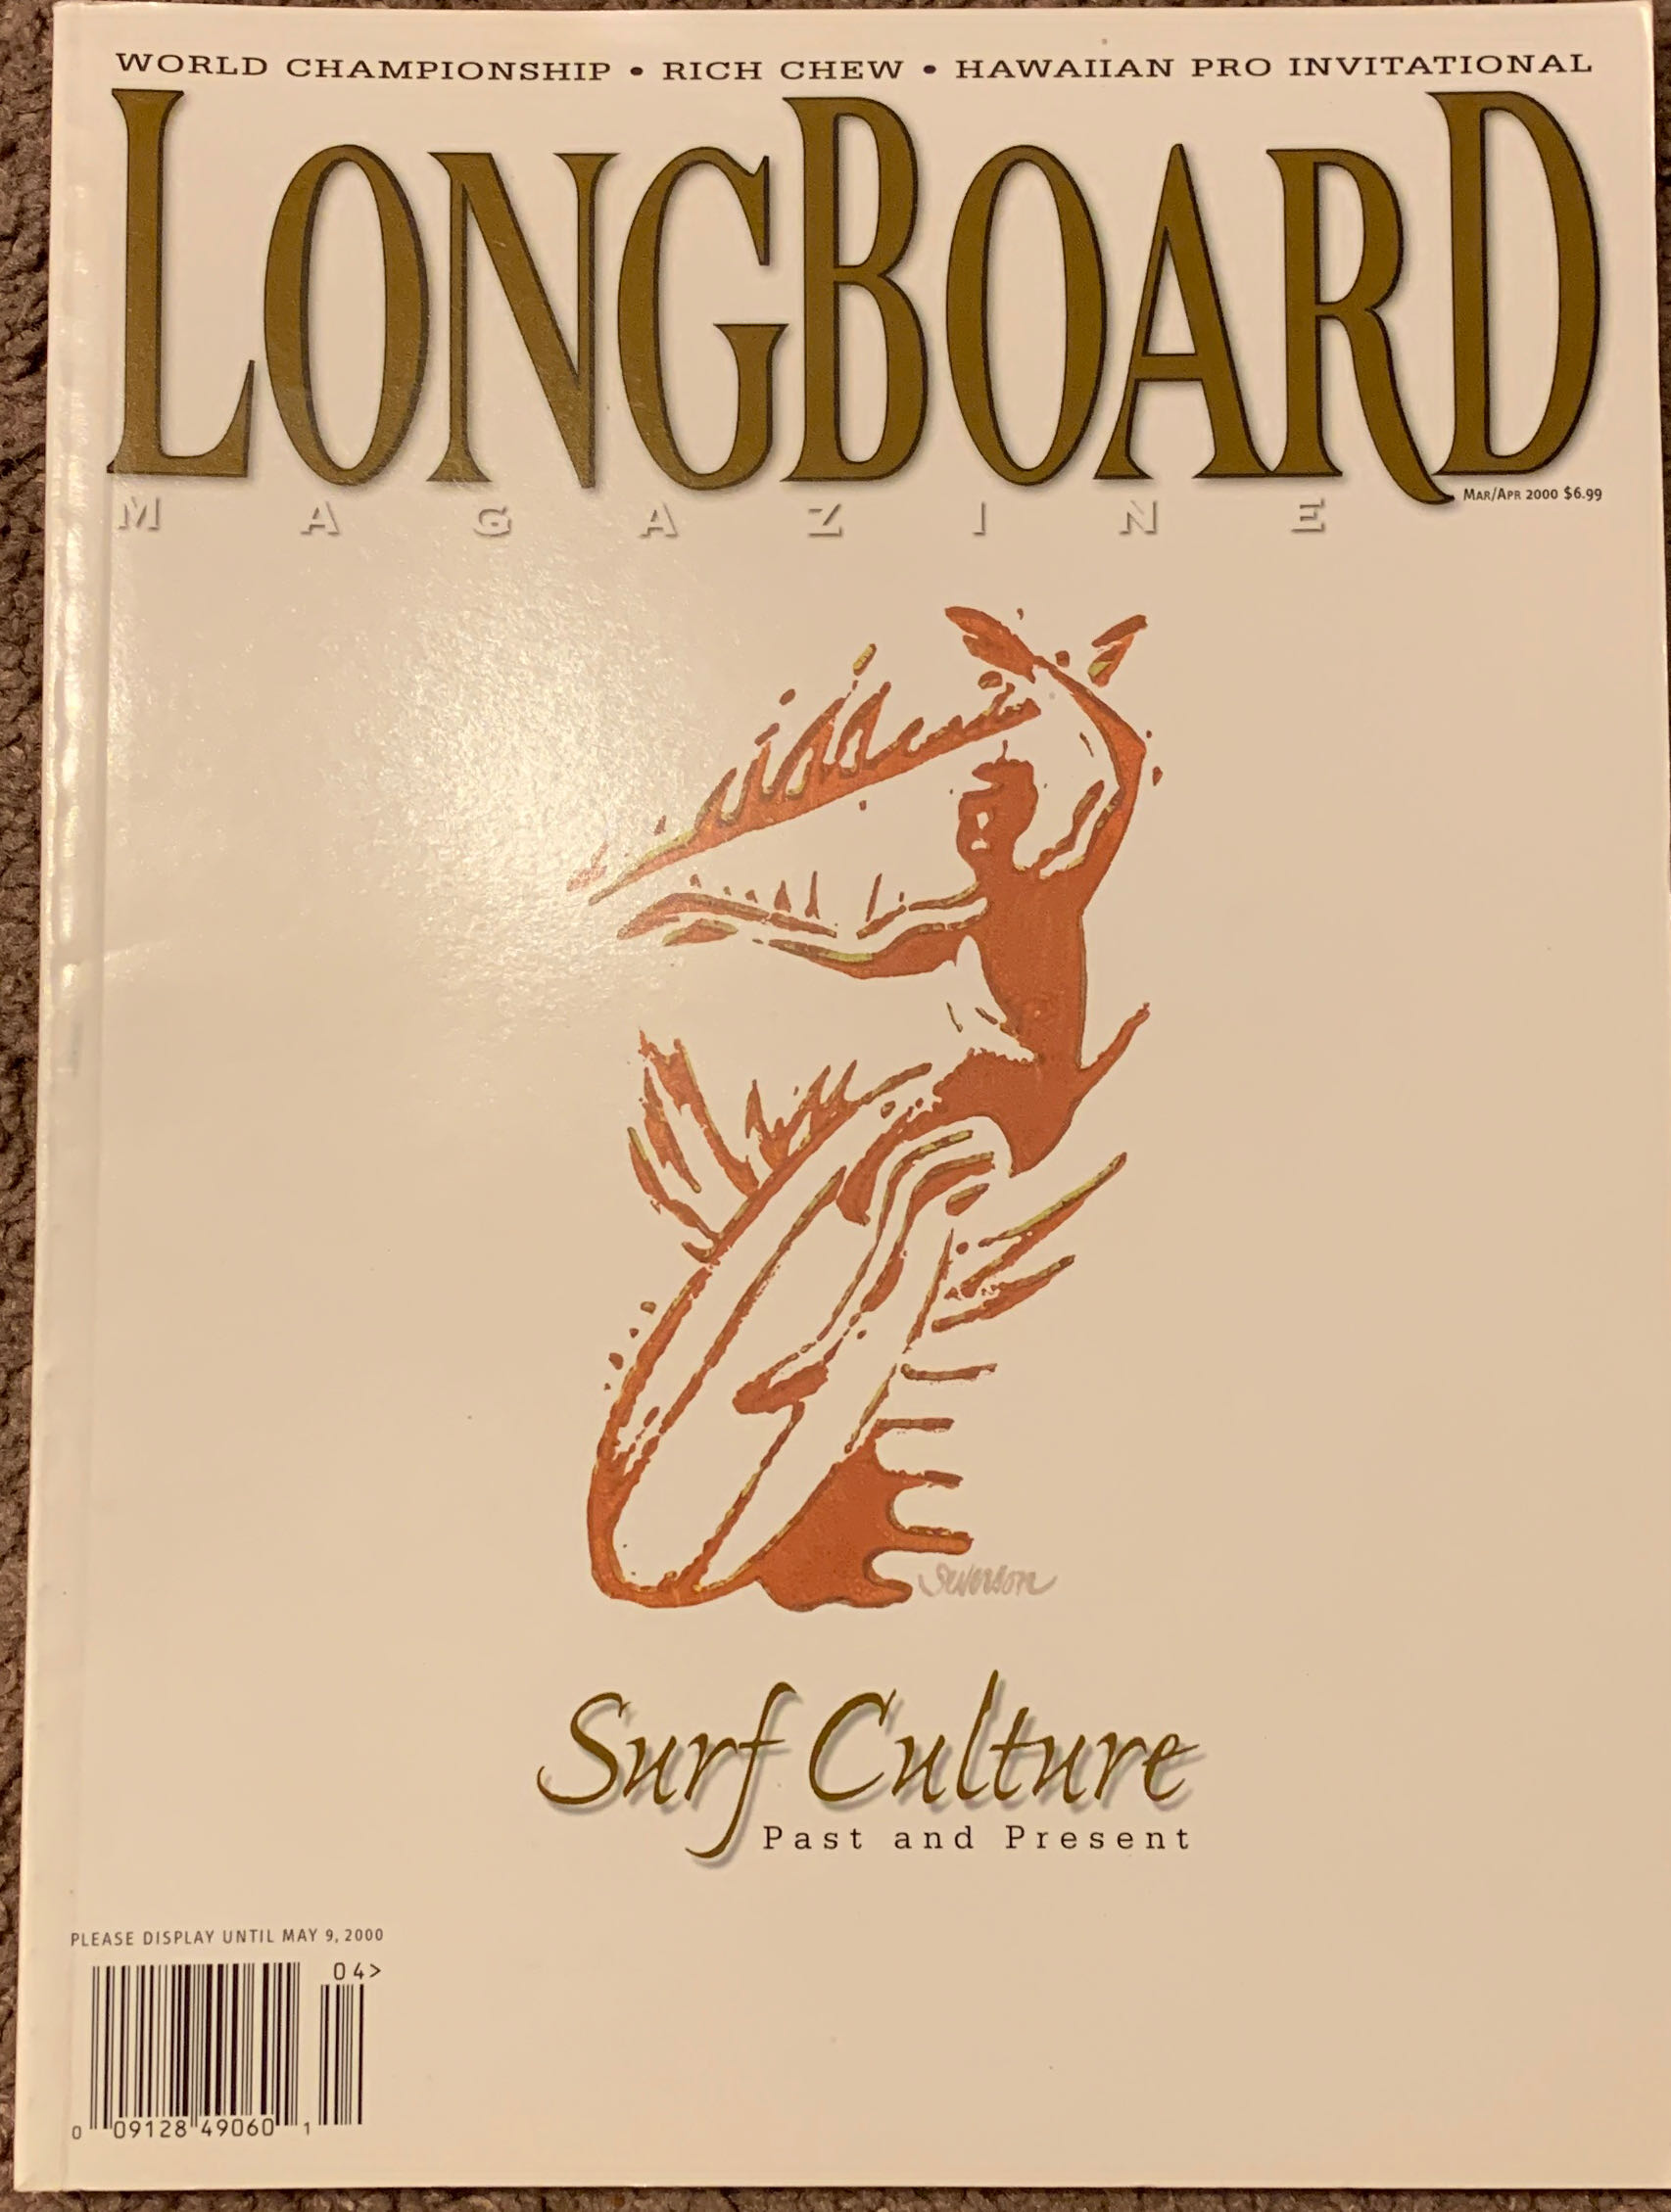 WORLD CHAMPIONSHIP • RICH CHEW • HAWAIIAN PRO INVITATIONAL
LONGBOARD
MAGAZINE
MAR/APR 2000 $6.99
Severson
Surf Culture
Past and Present
PLEASE DISPLAY UNTIL MAY 9, 2000
04>
0 09128 49060 1